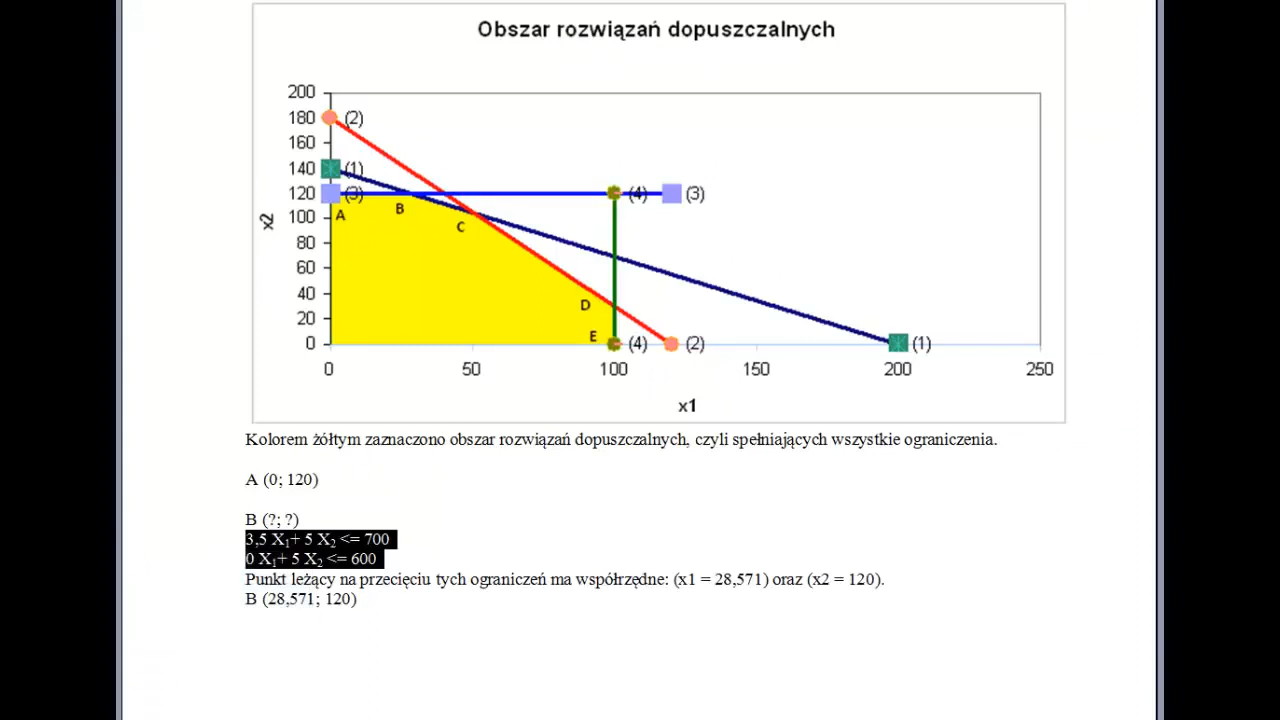 Obszar rozwiązań dopuszczalnych
200
180 (2)
160
140 (1)
120 (3) (4) (3)
100 A B
C
80
60
40 D
20 E
0 (4) (2) (1)
x2
0 50 100 150 200 250
x1
Kolorem żółtym zaznaczono obszar rozwiązań dopuszczalnych, czyli spełniających wszystkie ograniczenia.
A (0; 120)
B (?; ?)
3,5 X₁+ 5 X₂ <= 700
0 X₁+ 5 X₂ <= 600
Punkt leżący na przecięciu tych ograniczeń ma współrzędne: (x1 = 28,571) oraz (x2 = 120).
B (28,571; 120)